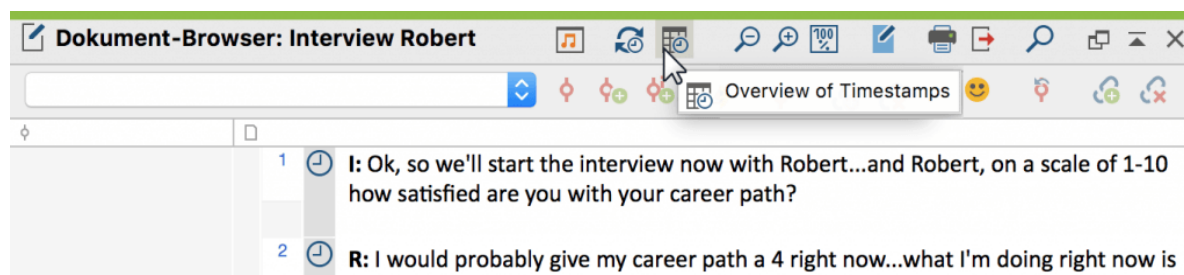 Dokument-Browser: Interview Robert
100
%
Overview of Timestamps
1 I: Ok, so we'll start the interview now with Robert...and Robert, on a scale of 1-10
how satisfied are you with your career path?
2 R: I would probably give my career path a 4 right now...what I'm doing right now is